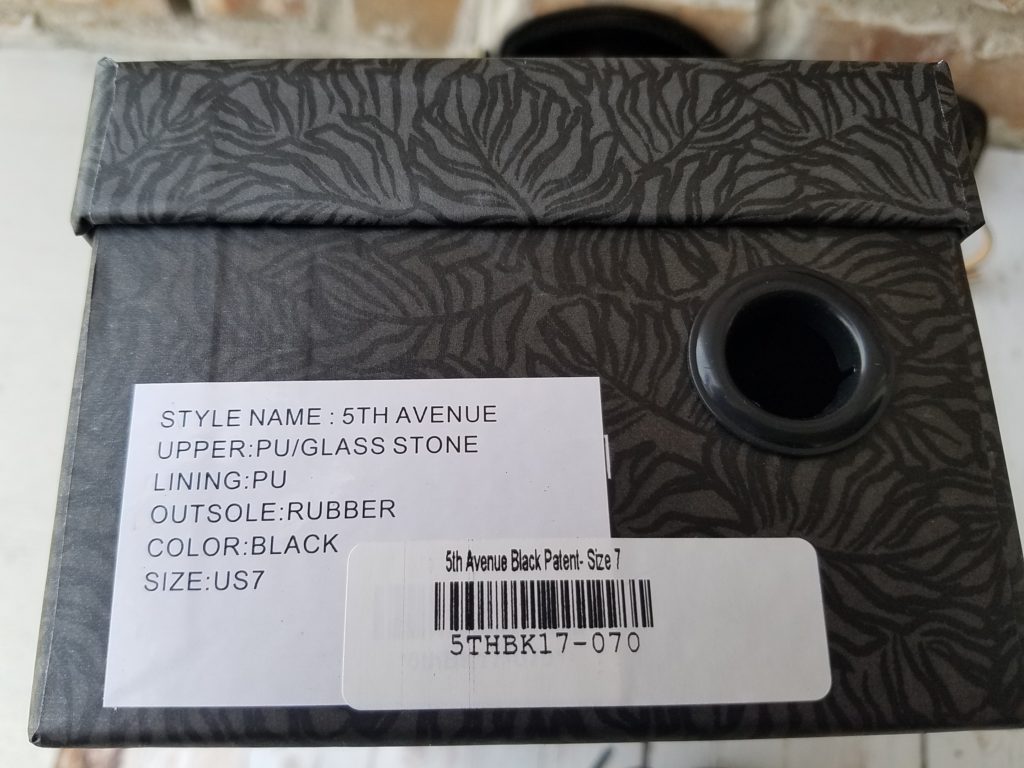 STYLE NAME : 5TH AVENUE
UPPER:PU/GLASS STONE
LINING:PU
OUTSOLE:RUBBER
COLOR:BLACK
SIZE:US7
5th Avenue Black Patent- Size 7
5THBK17-070